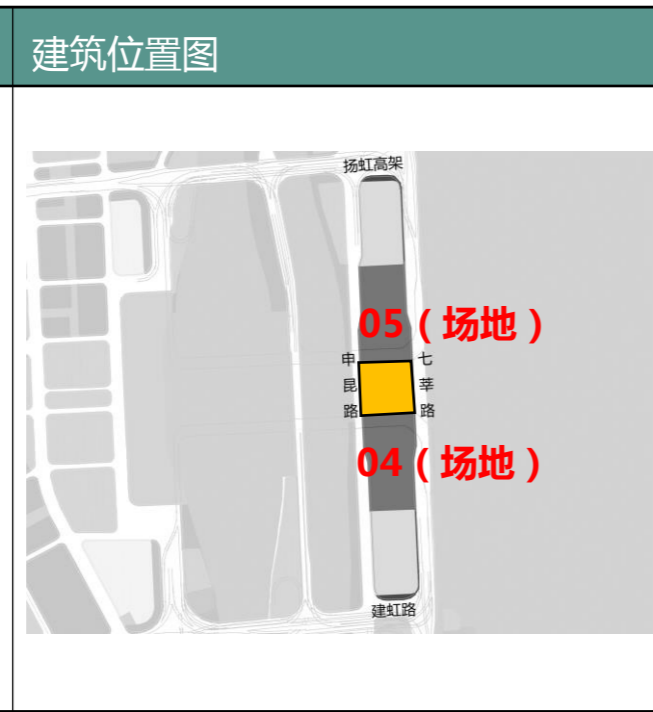 建筑位置图
扬虹高架
05（场地）
申昆路
七莘路
04（场地）
建虹路